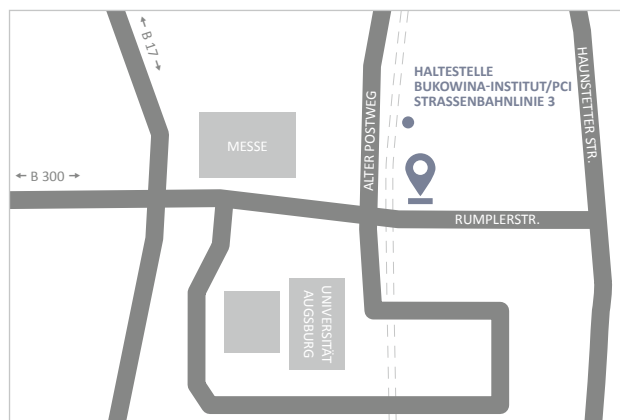 ← B 17 →
HALTESTELLE
BUKOWINA-INSTITUT/PCI
STRASSENBAHNLINIE 3
HAUNSTETTER STR.
ALTER POSTWEG
MESSE
← B 300 →
RUMPLERSTR.
UNIVERSITÄT
AUGSBURG